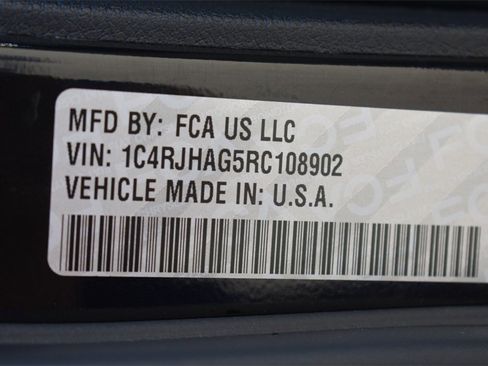 MFD BY: FCA US LLC
VIN: 1C4RJHAG5RC108902
VEHICLE MADE IN: U.S.A.